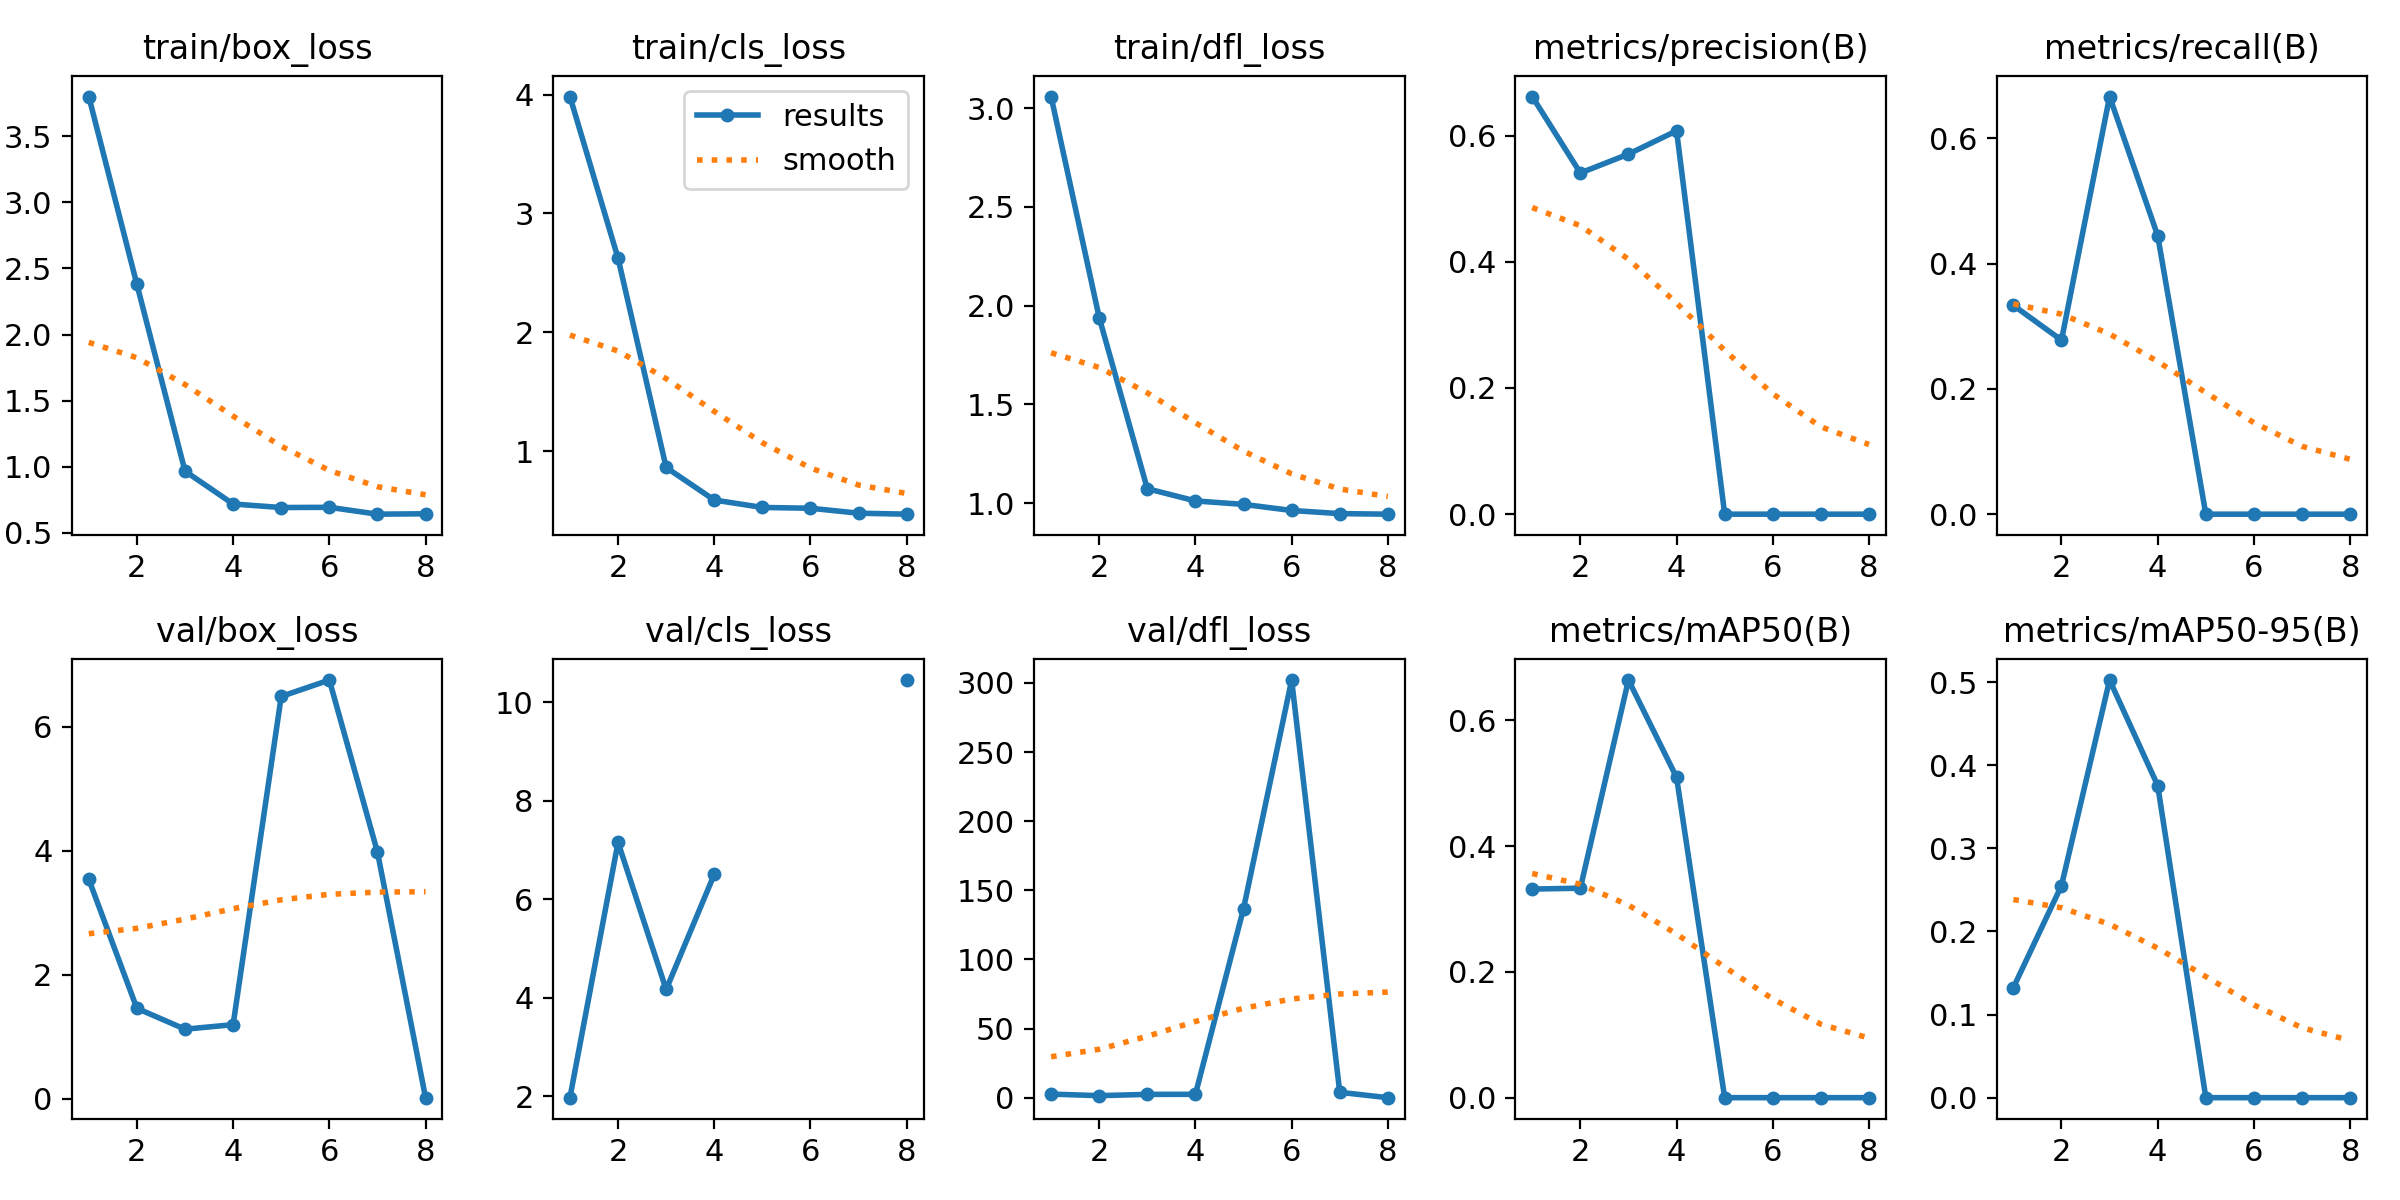 train/box_loss
train/cls_loss
train/dfl_loss
metrics/precision(B)
metrics/recall(B)
3.5
3.0
2.5
2.0
1.5
1.0
0.5
2 4 6 8
4
3
2
1
2 4 6 8
results
smooth
3.0
2.5
2.0
1.5
1.0
2 4 6 8
0.6
0.4
0.2
0.0
2 4 6 8
0.6
0.4
0.2
0.0
2 4 6 8
val/box_loss
val/cls_loss
val/dfl_loss
metrics/mAP50(B)
metrics/mAP50-95(B)
6
4
2
0
2 4 6 8
10
8
6
4
2
2 4 6 8
300
250
200
150
100
50
0
2 4 6 8
0.6
0.4
0.2
0.0
2 4 6 8
0.5
0.4
0.3
0.2
0.1
0.0
2 4 6 8